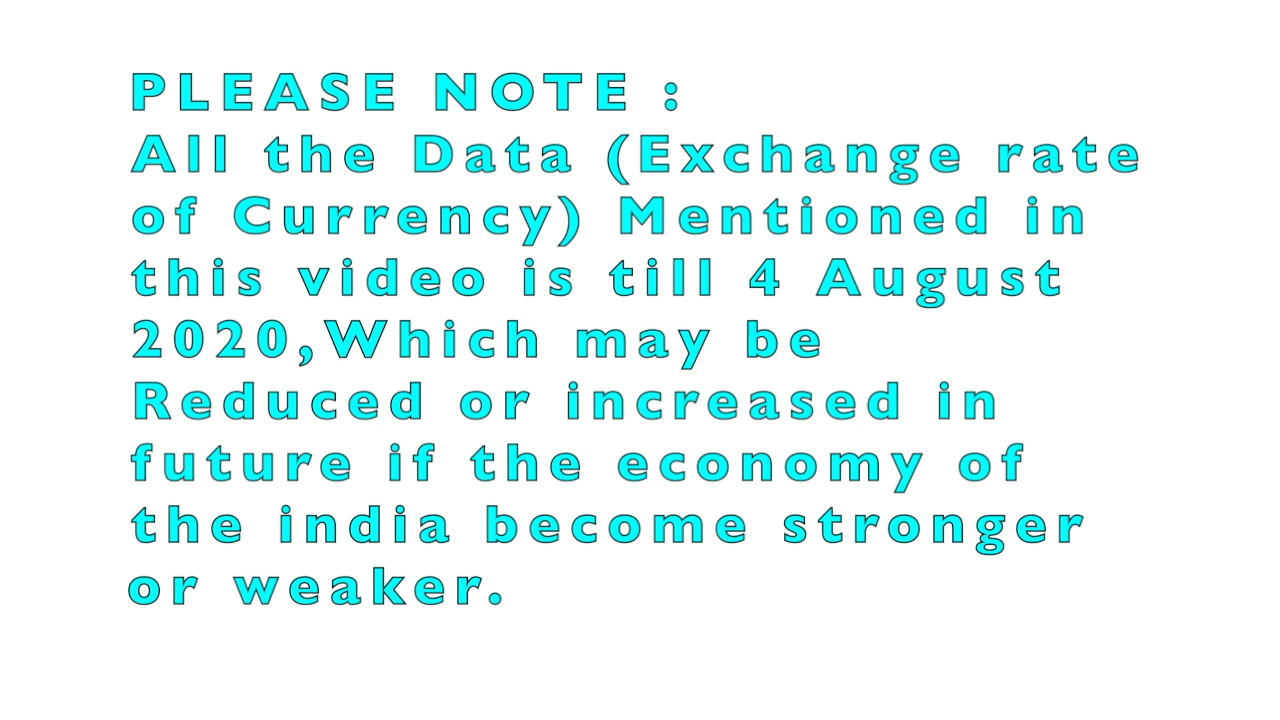 PLEASE NOTE :
All the Data (Exchange rate
of Currency) Mentioned in
this video is till 4 August
2020,Which may be
Reduced or increased in
future if the economy of
the india become stronger
or weaker.